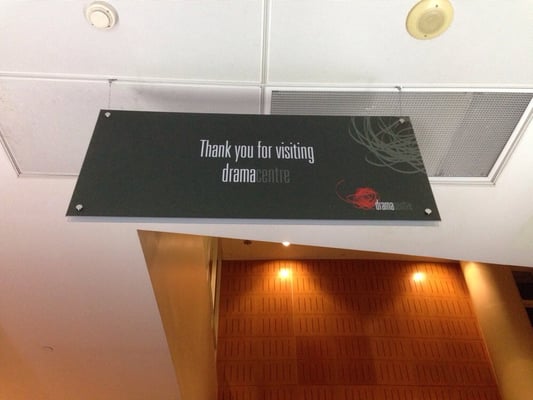 Thank you for visiting
dramacentre
dramacentre